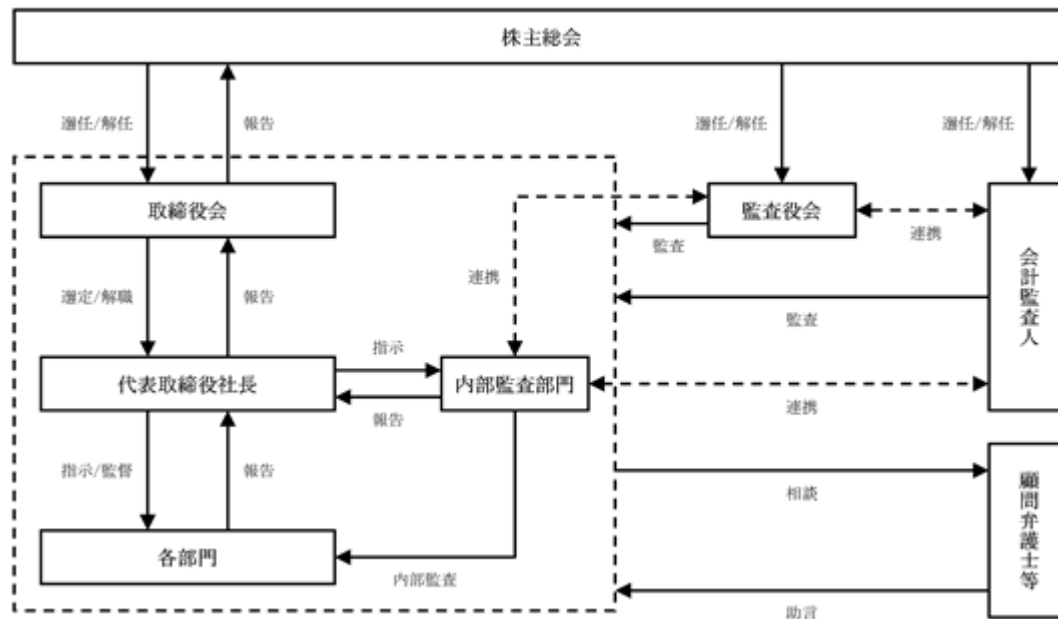 株主総会
選任/解任
報告
選任/解任
選任/解任
取締役会
監査役会
連携
監査
会計監査人
選定/解職
報告
連携
監査
代表取締役社長
指示
報告
内部監査部門
連携
指示/監督
報告
相談
顧問弁護士等
各部門
内部監査
助言